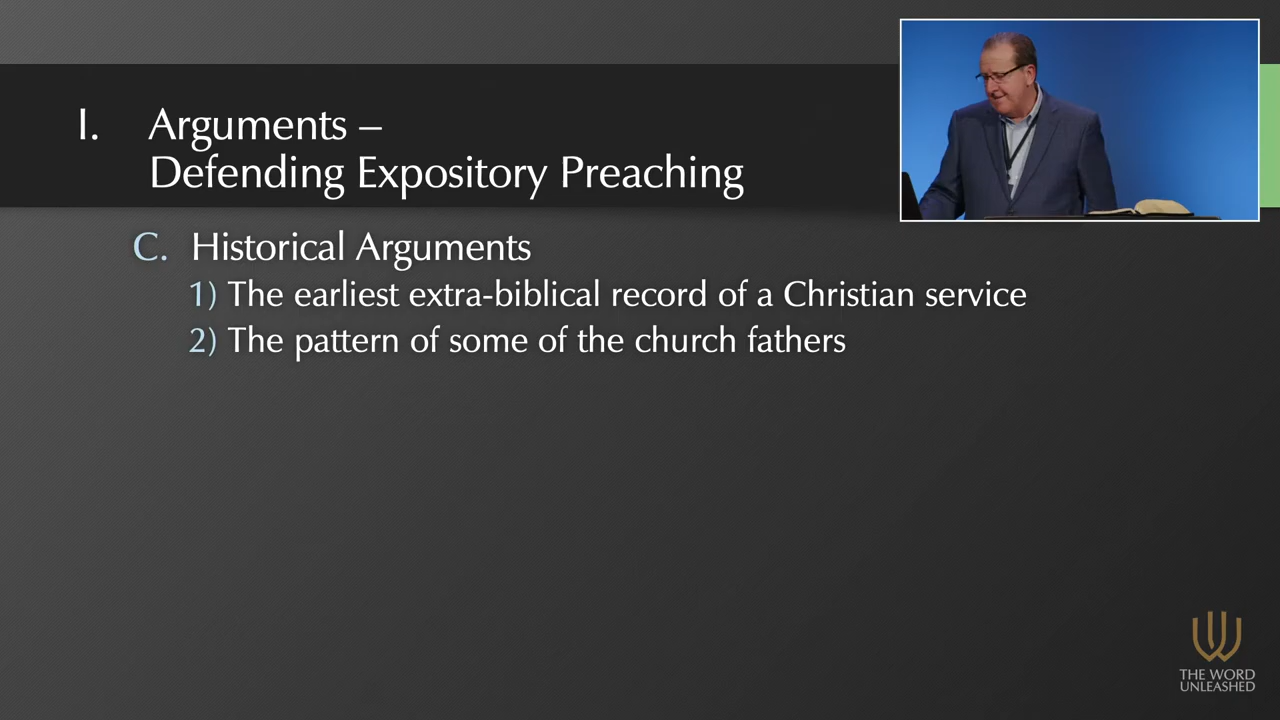 I. Arguments –
Defending Expository Preaching
C. Historical Arguments
1) The earliest extra-biblical record of a Christian service
2) The pattern of some of the church fathers
THE WORD
UNLEASHED